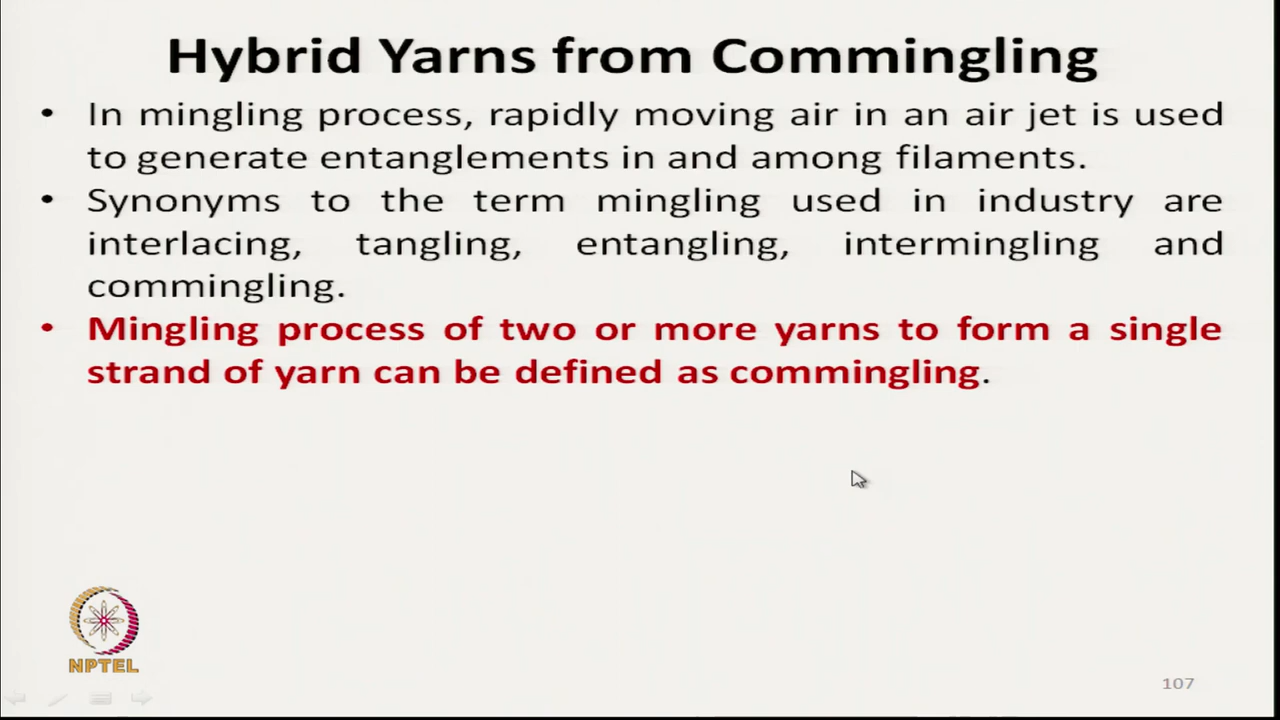 Hybrid Yarns from Commingling
• In mingling process, rapidly moving air in an air jet is used
to generate entanglements in and among filaments.
• Synonyms to the term mingling used in industry are
interlacing, tangling, entangling, intermingling and
commingling.
• Mingling process of two or more yarns to form a single
strand of yarn can be defined as commingling.
NPTEL
107